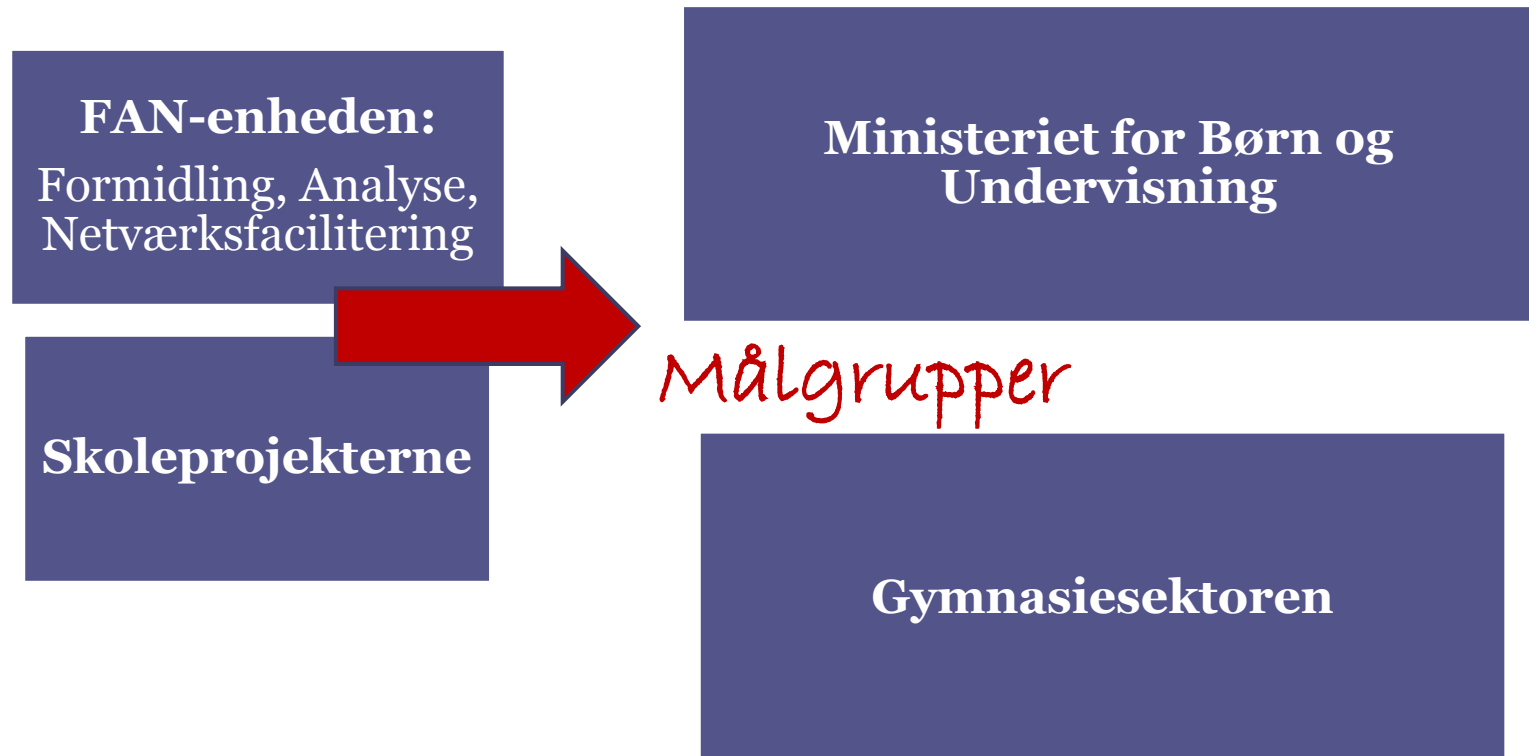 FAN-enheden:
Formidling, Analyse,
Netværksfacilitering
Skoleprojekterne
Ministeriet for Børn og
Undervisning
Målgrupper
Gymnasiesektoren